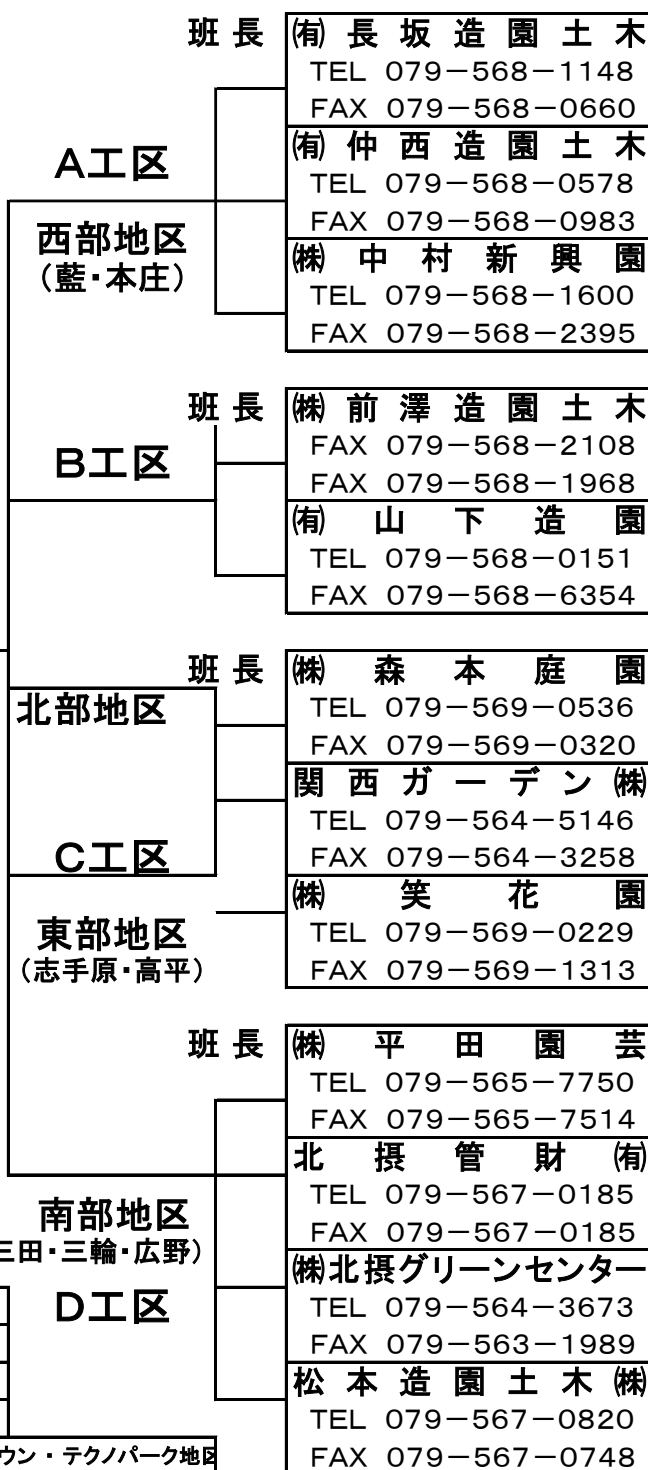 班長 ㈲長坂造園土木
TEL 079－568－1148
FAX 079－568－0660
A工区
㈲仲西造園土木
TEL 079－568－0578
FAX 079－568－0983
西部地区
（藍・本庄）
㈱中村新興園
TEL 079－568－1600
FAX 079－568－2395
班長 ㈱前澤造園土木
FAX 079－568－2108
FAX 079－568－1968
B工区
㈲山下造園
TEL 079－568－0151
FAX 079－568－6354
班長 ㈱森本庭園
北部地区
TEL 079－569－0536
FAX 079－569－0320
関西ガーデン㈱
TEL 079－564－5146
FAX 079－564－3258
C工区
㈱笑花園
TEL 079－569－0229
FAX 079－569－1313
東部地区
（志手原・高平）
班長 ㈱平田園芸
TEL 079－565－7750
FAX 079－565－7514
北摂管財㈲
TEL 079－567－0185
FAX 079－567－0185
南部地区
三田・三輪・広野）
㈱北摂グリーンセンター
TEL 079－564－3673
FAX 079－563－1989
D工区
松本造園土木㈱
TEL 079－567－0820
FAX 079－567－0748
ウン・テクノパーク地区